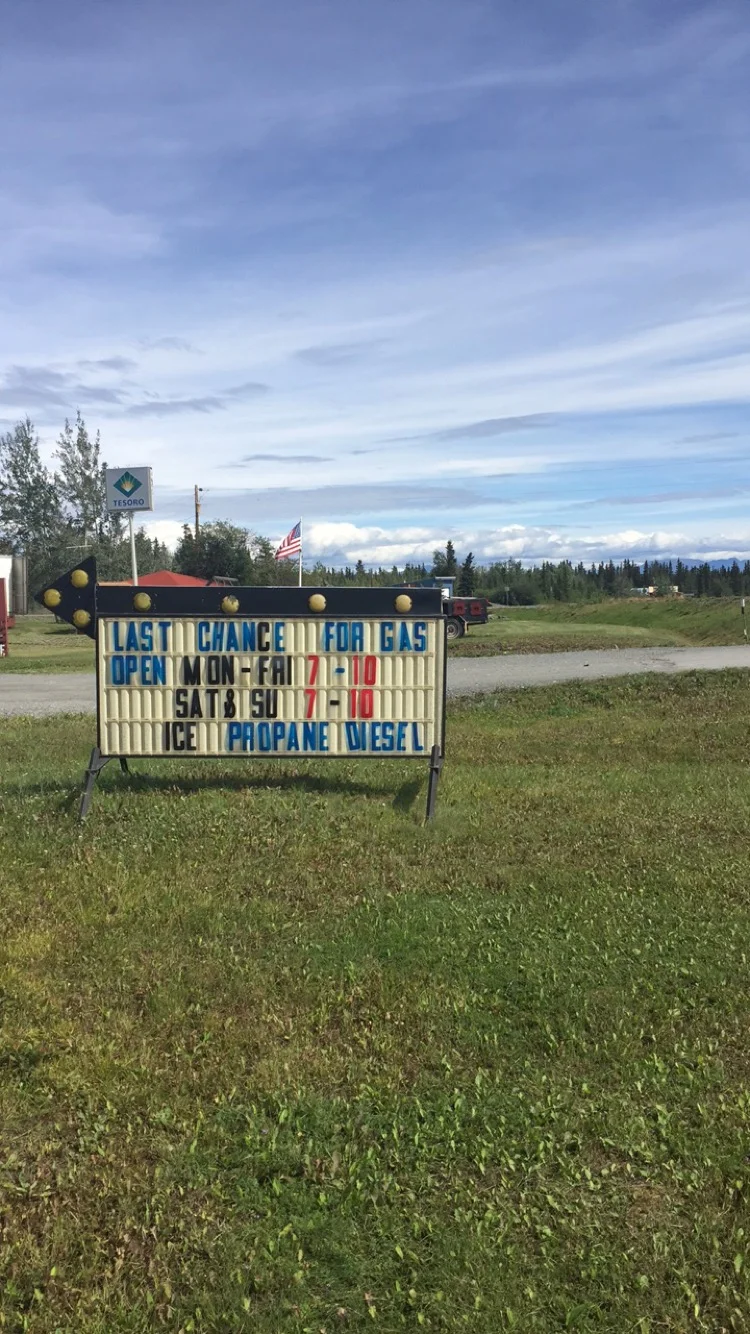 TESORO
LAST CHANCE FOR GAS
OPEN MON-FRI 7-10
SAT & SU 7-10
ICE PROPANE DIESEL